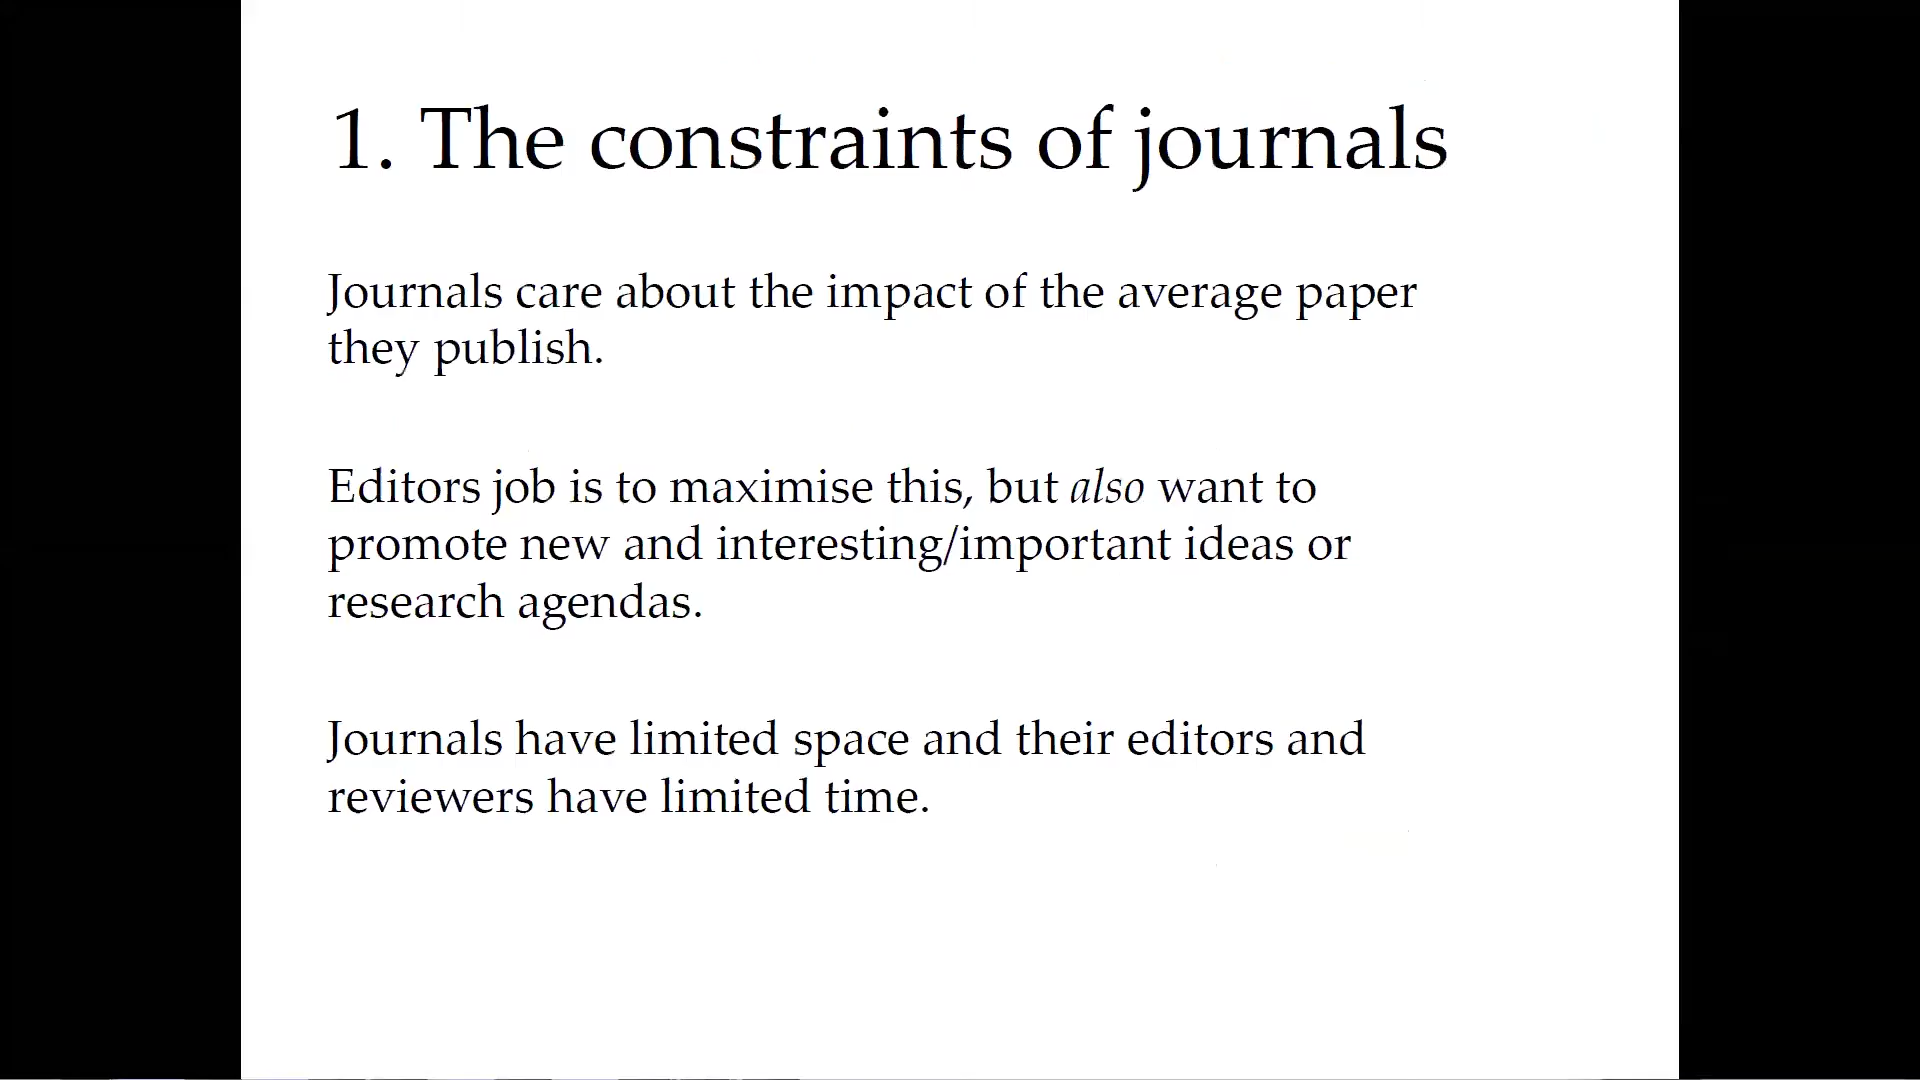 1. The constraints of journals
Journals care about the impact of the average paper
they publish.
Editors job is to maximise this, but also want to
promote new and interesting/important ideas or
research agendas.
Journals have limited space and their editors and
reviewers have limited time.